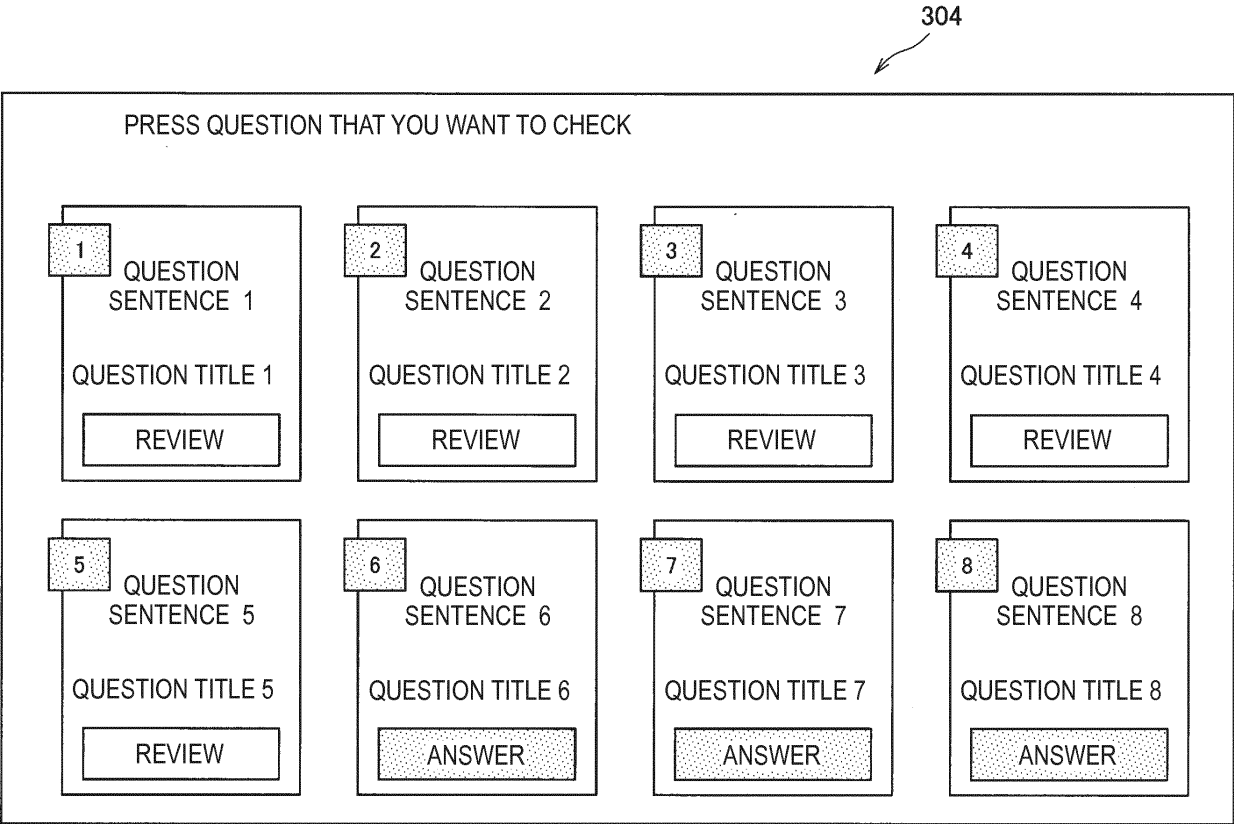 304
PRESS QUESTION THAT YOU WANT TO CHECK
1
QUESTION
SENTENCE 1
QUESTION TITLE 1
REVIEW
2
QUESTION
SENTENCE 2
QUESTION TITLE 2
REVIEW
3
QUESTION
SENTENCE 3
QUESTION TITLE 3
REVIEW
4
QUESTION
SENTENCE 4
QUESTION TITLE 4
REVIEW
5
QUESTION
SENTENCE 5
QUESTION TITLE 5
REVIEW
6
QUESTION
SENTENCE 6
QUESTION TITLE 6
ANSWER
7
QUESTION
SENTENCE 7
QUESTION TITLE 7
ANSWER
8
QUESTION
SENTENCE 8
QUESTION TITLE 8
ANSWER